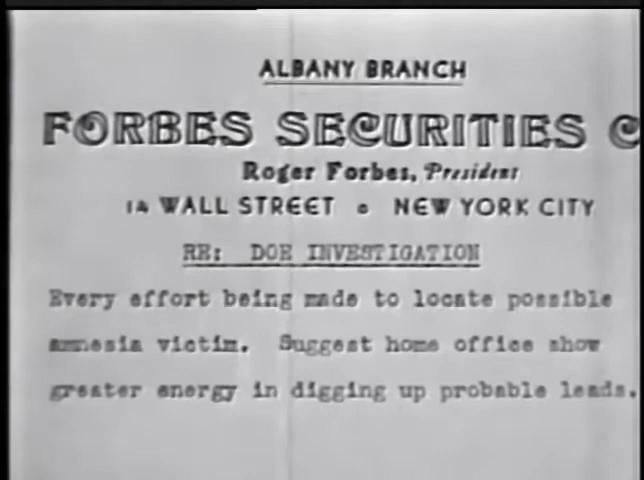 ALBANY BRANCH
FORBES SECURITIES C
Roger Forbes, President
14 WALL STREET o NEW YORK CITY
RE: DOE INVESTIGATION
Every effort being made to locate possible
amnesia victim. Suggest home office show
greater energy in digging up probable leads.